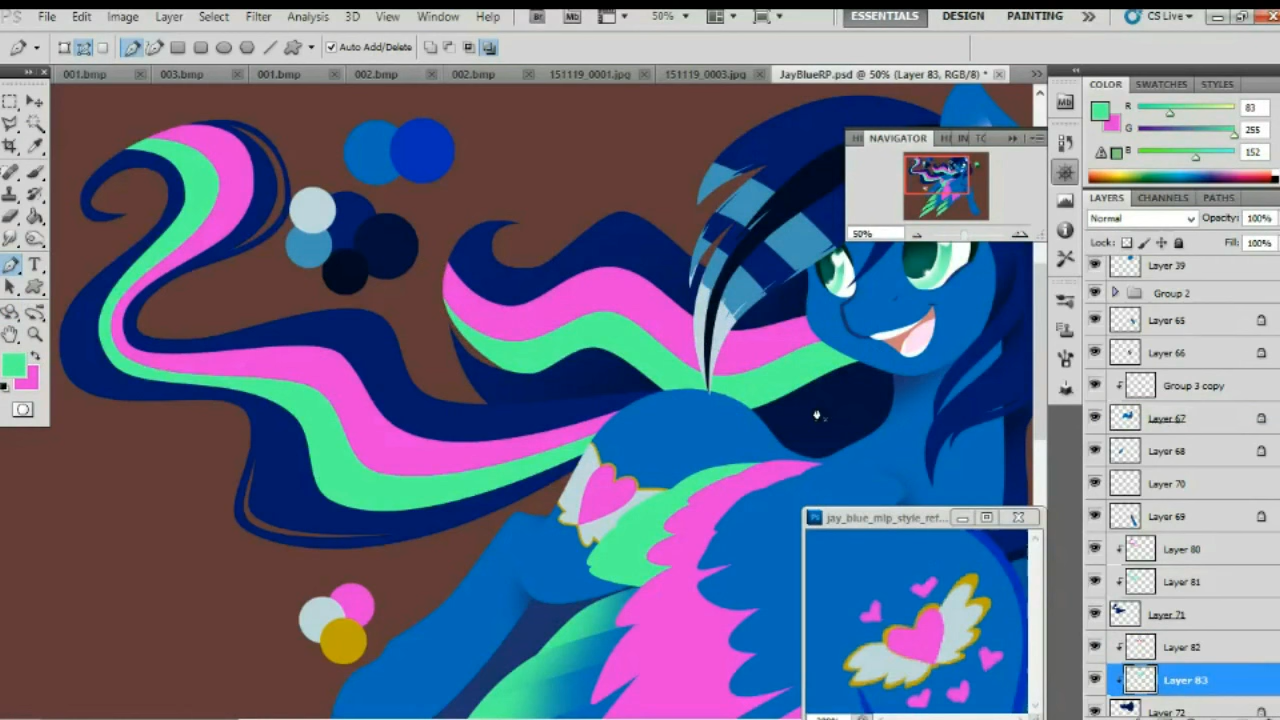 PS File Edit Image Layer Select Filter Analysis 3D View Window Help Br Mb 50% ESSENTIALS DESIGN PAINTING CS Live
Auto Add/Delete
001.bmp 003.bmp 001.bmp 002.bmp 002.bmp 151119_0001.jpg 151119_0003.jpg JayBlueRP.psd @ 50% (Layer 83, RGB/8) *
COLOR SWATCHES STYLES
R 83
G 255
B 152
NAVIGATOR
50%
LAYERS CHANNELS PATHS
Normal Opacity: 100%
Lock: Fill: 100%
Layer 39
Group 2
Layer 65
Layer 66
Group 3 copy
Layer 67
Layer 68
Layer 70
Layer 69
Layer 80
Layer 81
Layer 71
Layer 82
Layer 83
Layer 72
jay_blue_mlp_style_ref...